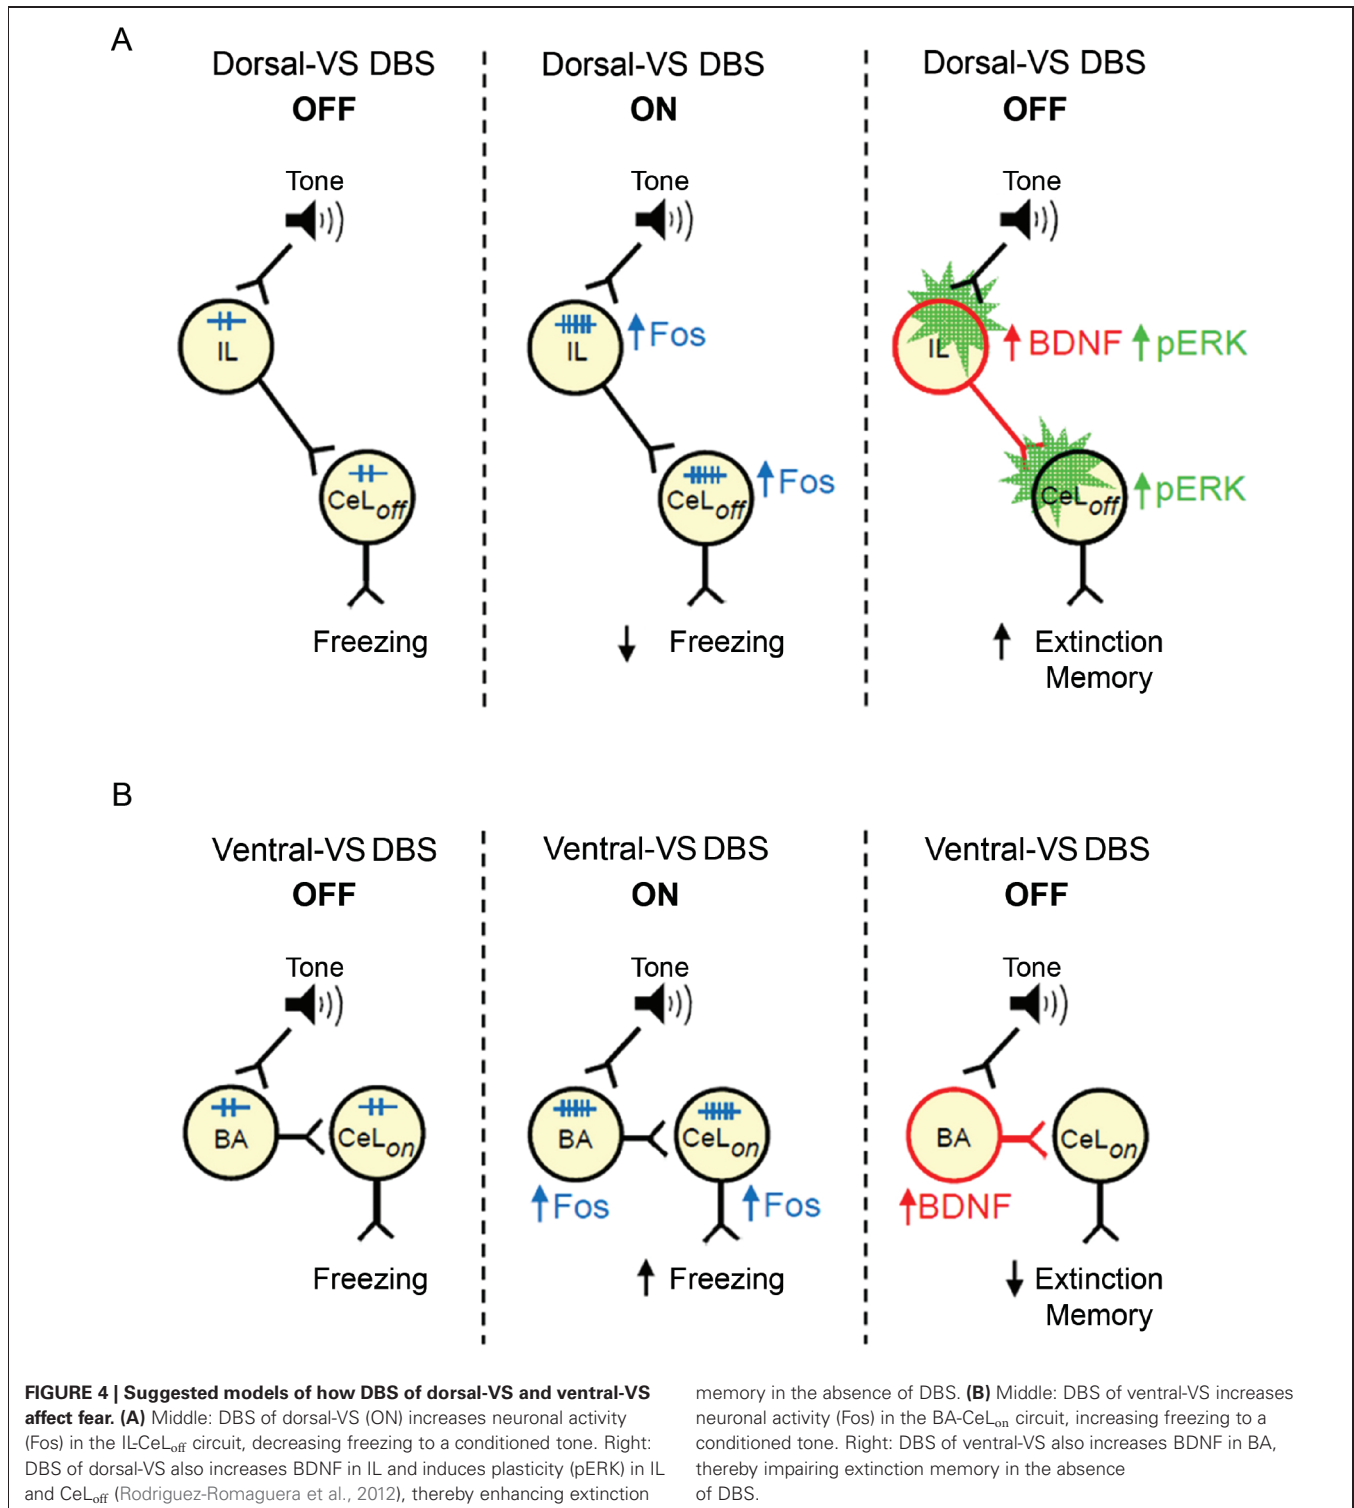 A
Dorsal-VS DBS
OFF
Dorsal-VS DBS
ON
Dorsal-VS DBS
OFF
Tone
Tone
Tone
IL
IL
↑Fos
IL
↑BDNF ↑pERK
CeLoff
CeLoff
↑Fos
CeLoff
↑pERK
Freezing
↓ Freezing
↑ Extinction
Memory
B
Ventral-VS DBS
OFF
Ventral-VS DBS
ON
Ventral-VS DBS
OFF
Tone
Tone
Tone
BA
CeLon
BA
CeLon
BA
CeLon
↑Fos
↑Fos
↑BDNF
Freezing
↑ Freezing
↓ Extinction
Memory
FIGURE 4 | Suggested models of how DBS of dorsal-VS and ventral-VS
affect fear. (A) Middle: DBS of dorsal-VS (ON) increases neuronal activity
(Fos) in the IL-CeLoff circuit, decreasing freezing to a conditioned tone. Right:
DBS of dorsal-VS also increases BDNF in IL and induces plasticity (pERK) in IL
and CeLoff (Rodriguez-Romaguera et al., 2012), thereby enhancing extinction
memory in the absence of DBS. (B) Middle: DBS of ventral-VS increases
neuronal activity (Fos) in the BA-CeLon circuit, increasing freezing to a
conditioned tone. Right: DBS of ventral-VS also increases BDNF in BA,
thereby impairing extinction memory in the absence
of DBS.